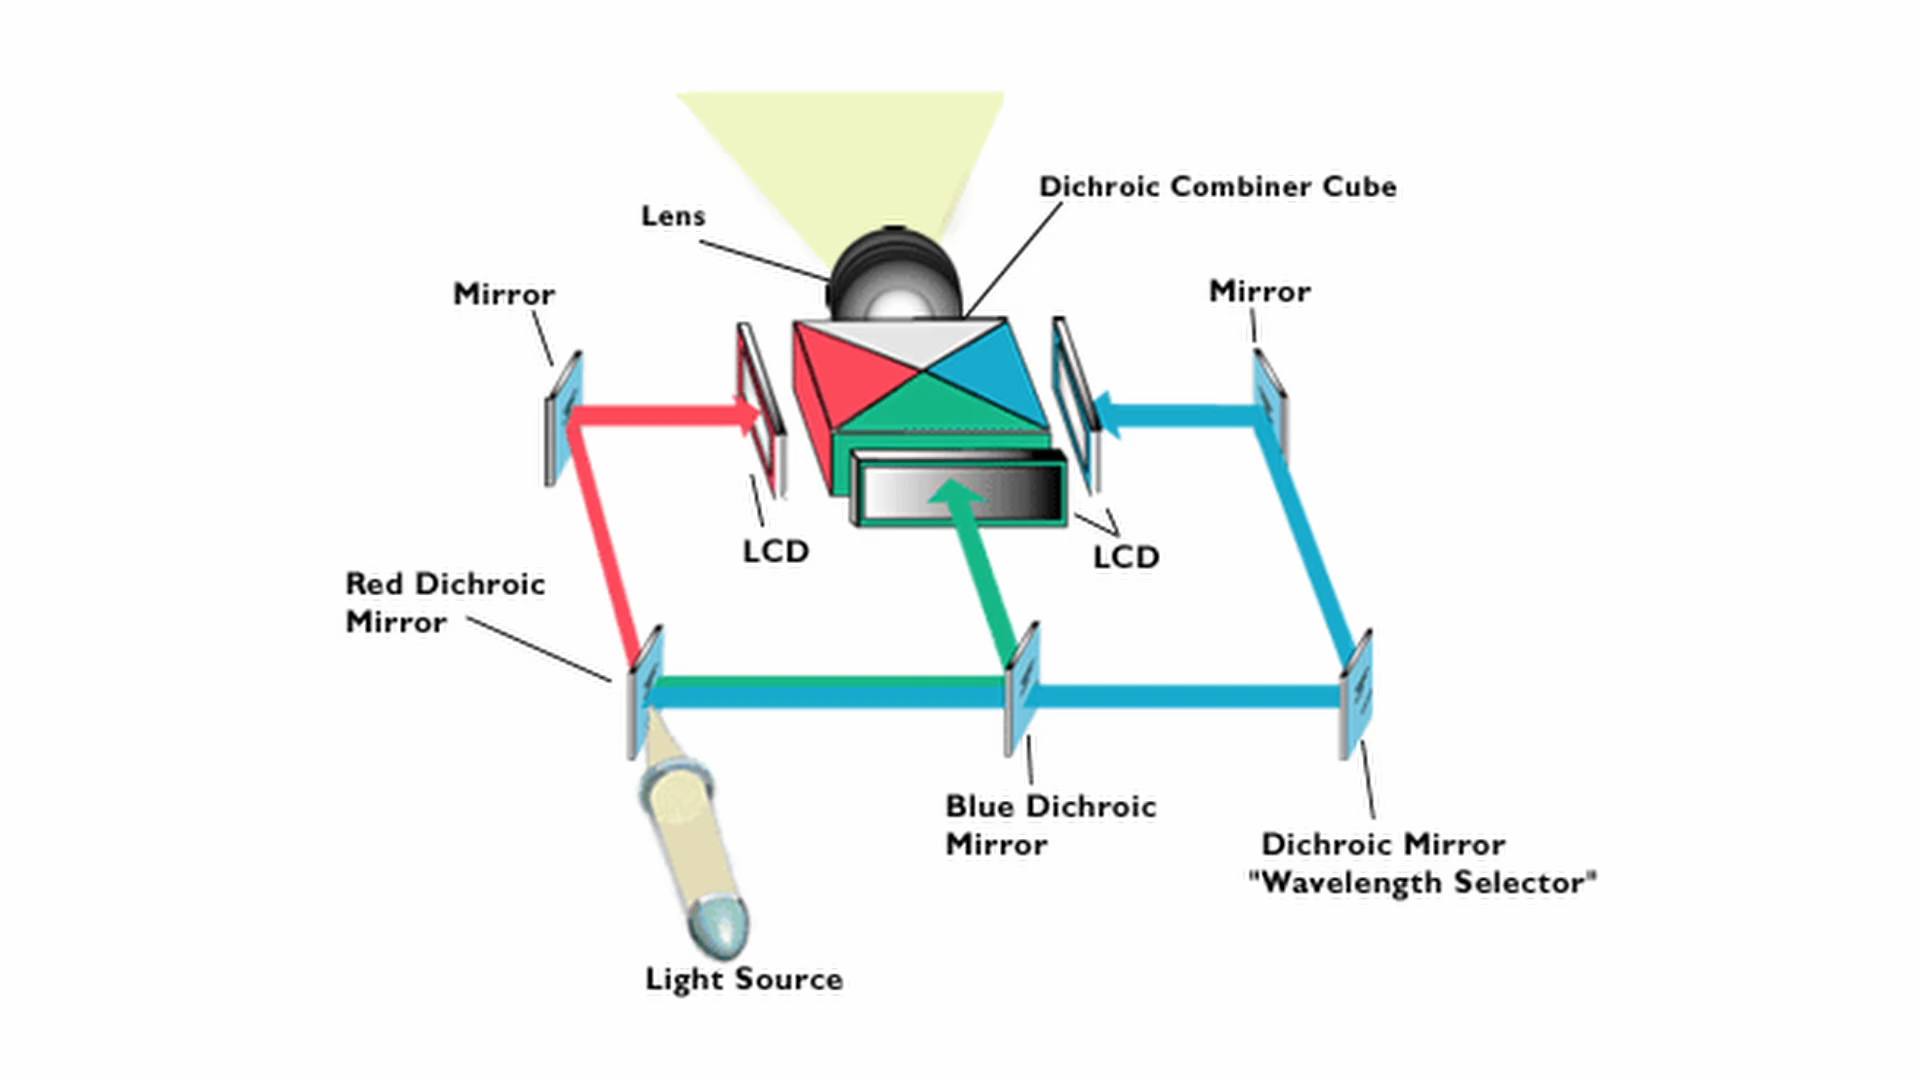 Dichroic Combiner Cube
Lens
Mirror
Mirror
LCD
LCD
Red Dichroic
Mirror
Blue Dichroic
Mirror
Dichroic Mirror
"Wavelength Selector"
Light Source